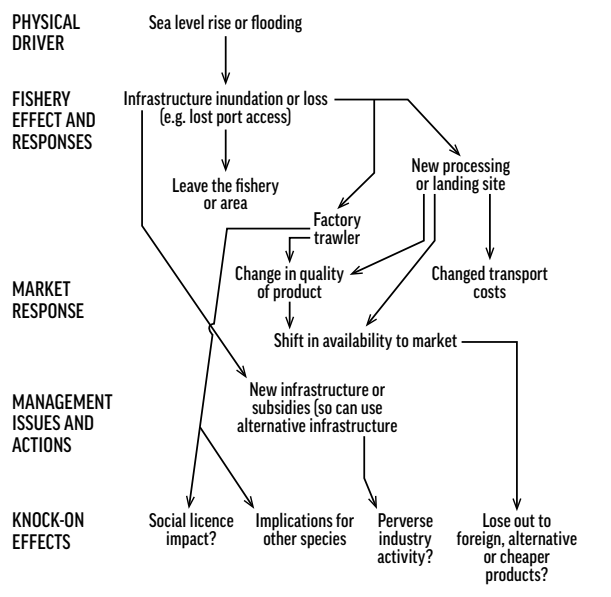 PHYSICAL
DRIVER
Sea level rise or flooding
FISHERY
EFFECT AND
RESPONSES
Infrastructure inundation or loss
(e.g. lost port access)
Leave the fishery
or area
New processing
or landing site
Factory
trawler
MARKET
RESPONSE
Change in quality
of product
Changed transport
costs
Shift in availability to market
MANAGEMENT
ISSUES AND
ACTIONS
New infrastructure or
subsidies (so can use
alternative infrastructure
KNOCK-ON
EFFECTS
Social licence
impact?
Implications for
other species
Perverse
industry
activity?
Lose out to
foreign, alternative
or cheaper
products?